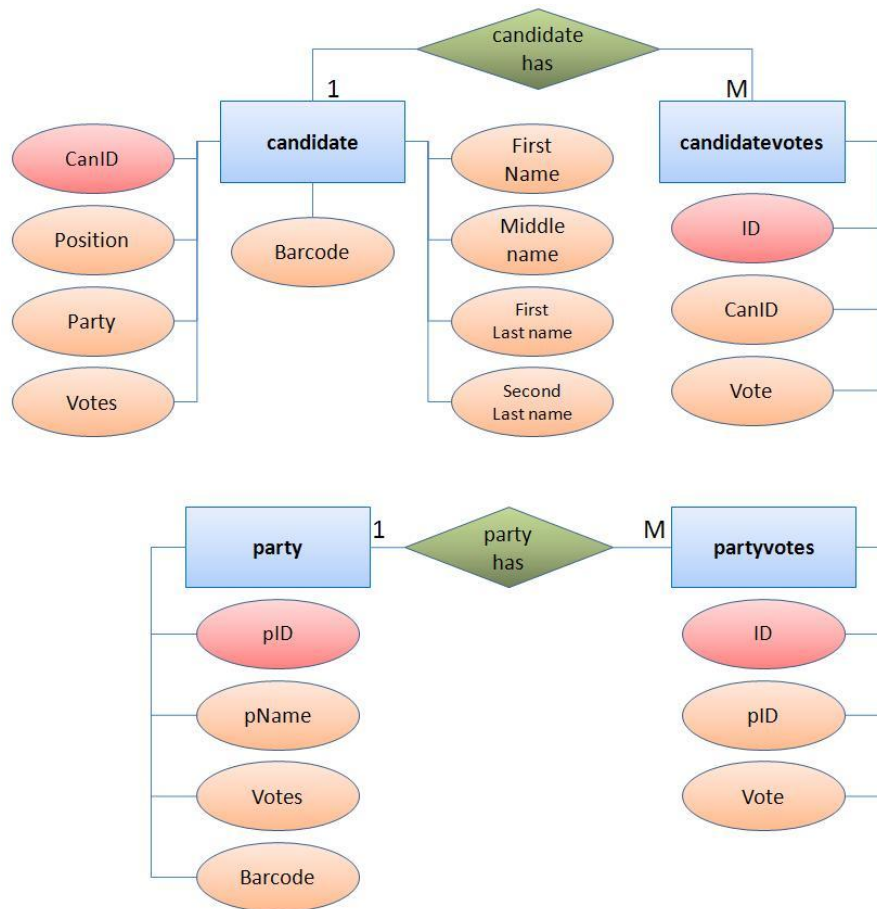 candidate
has
1
M
candidate
candidatevotes
CanID
Position
Party
Votes
Barcode
First
Name
Middle
name
First
Last name
Second
Last name
ID
CanID
Vote
party
1
party
has
M
partyvotes
pID
pName
Votes
Barcode
ID
pID
Vote